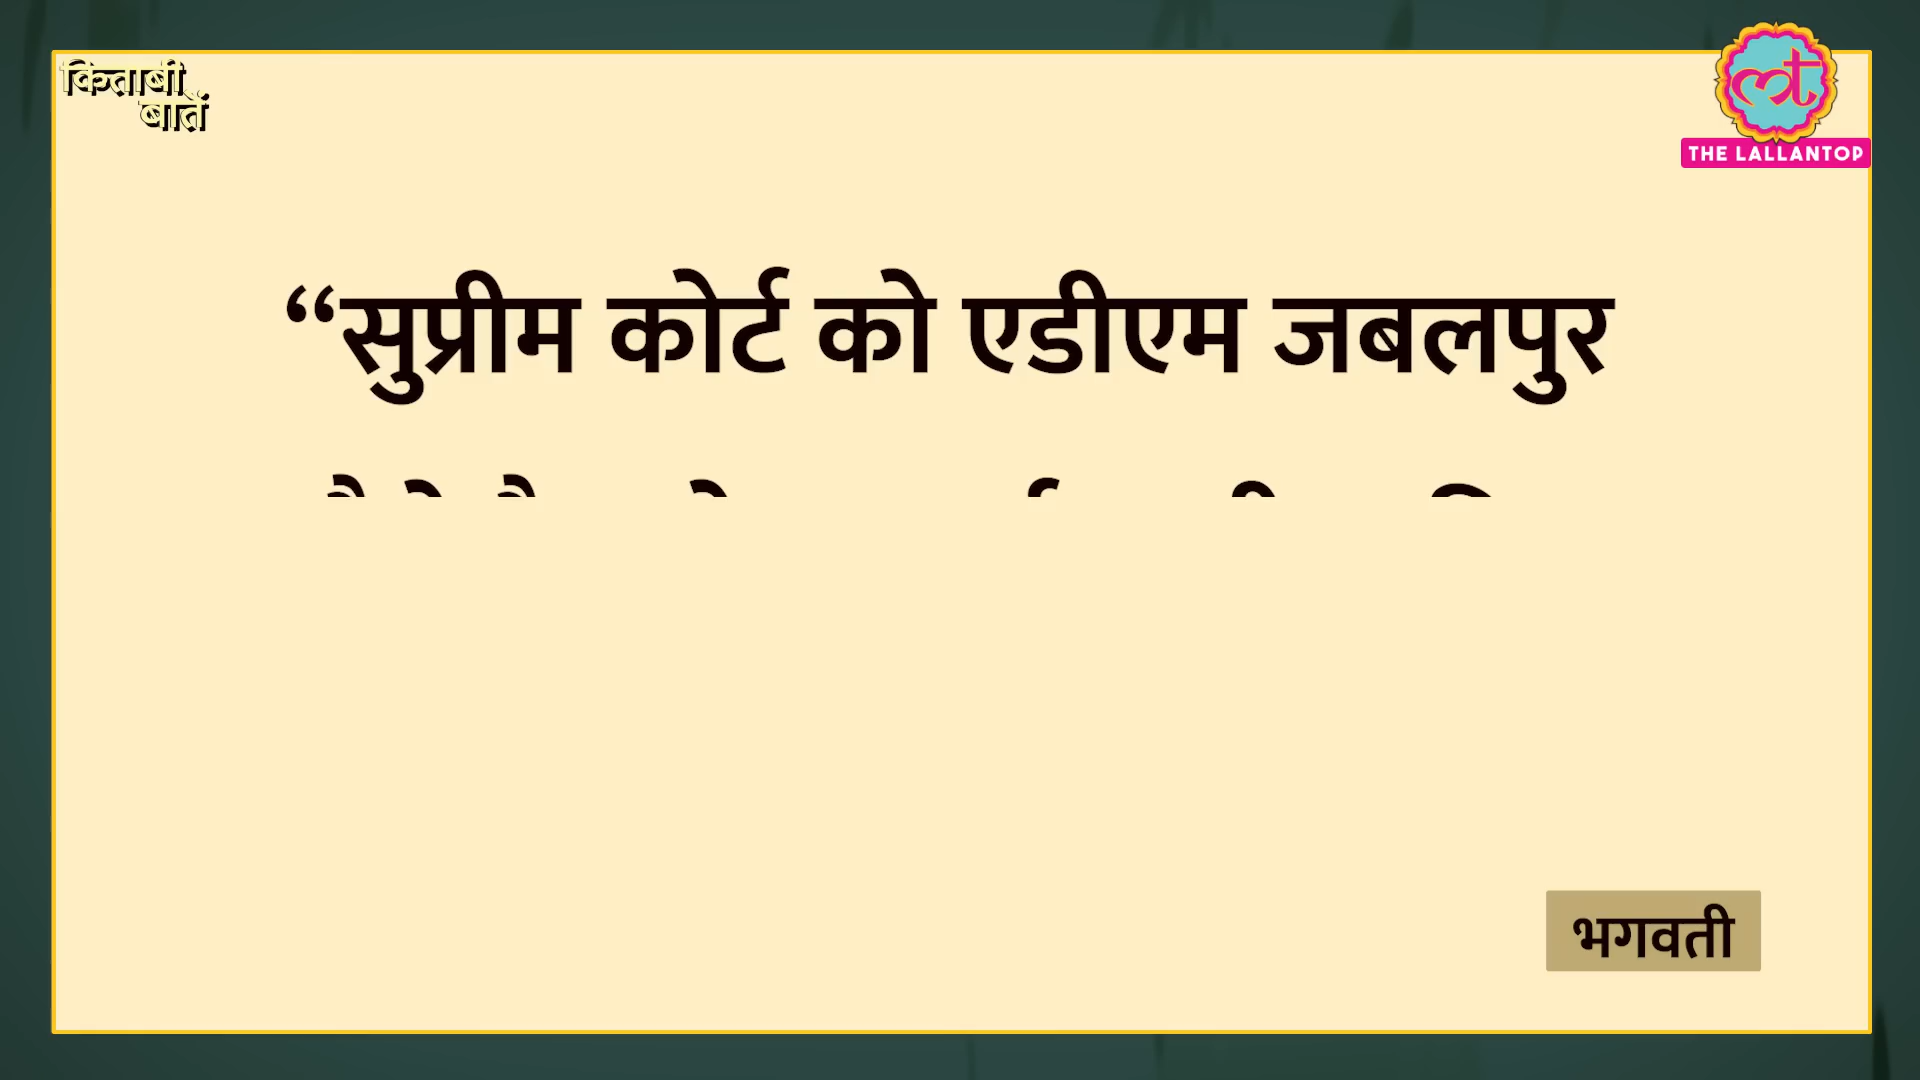 किताबी
बातें
THE LALLANTOP
“सुप्रीम कोर्ट को एडीएम जबलपुर
भगवती